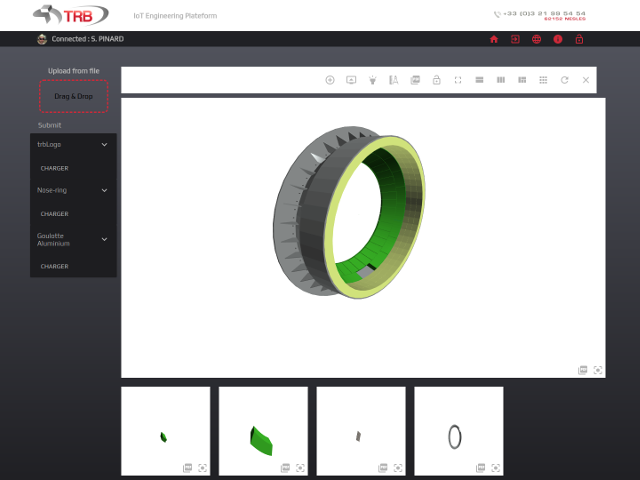 TRB
IoT Engineering Plateform
+33 (0)3 21 99 54 54
62152 NESLES
Connected : S. PINARD
Upload from file
Drag & Drop
Submit
trbLogo
CHARGER
Nose-ring
CHARGER
Goulotte
Aluminium
CHARGER